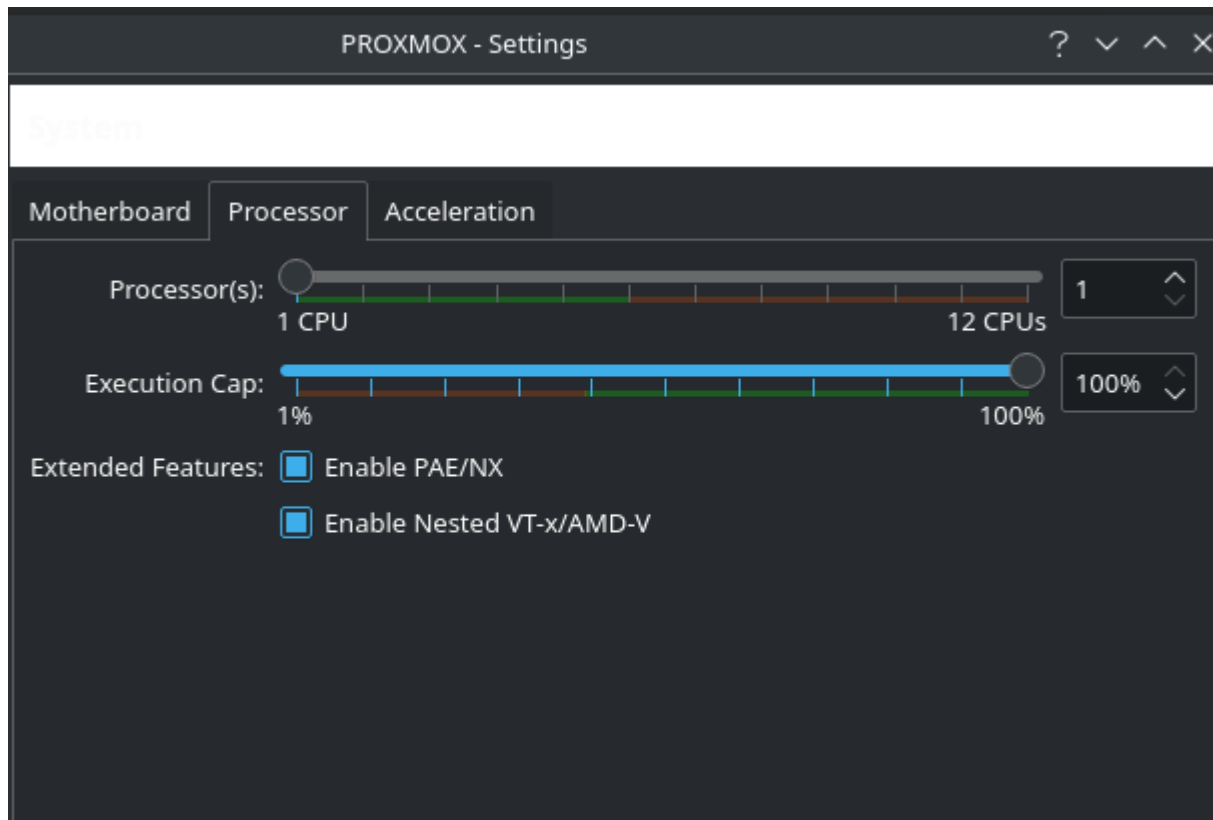 PROXMOX - Settings
System
Motherboard Processor Acceleration
Processor(s): 1
1 CPU 12 CPUs
Execution Cap: 100%
1% 100%
Extended Features: Enable PAE/NX
Enable Nested VT-x/AMD-V